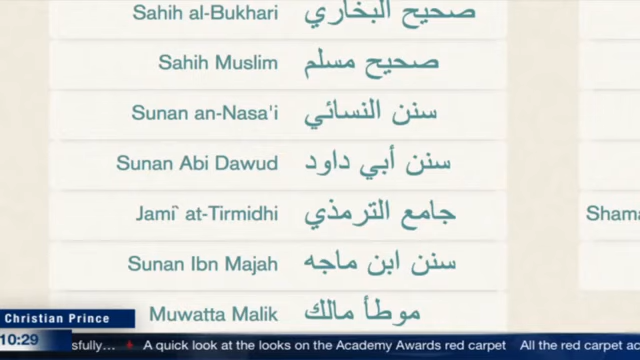 Sahih al-Bukhari صحيح البخاري
Sahih Muslim صحيح مسلم
Sunan an-Nasa'i سنن النسائي
Sunan Abi Dawud سنن أبي داود
Jami` at-Tirmidhi جامع الترمذي
Shama
Sunan Ibn Majah سنن ابن ماجه
Muwatta Malik موطأ مالك
Christian Prince
10:29 ssfully… A quick look at the looks on the Academy Awards red carpet All the red carpet ac